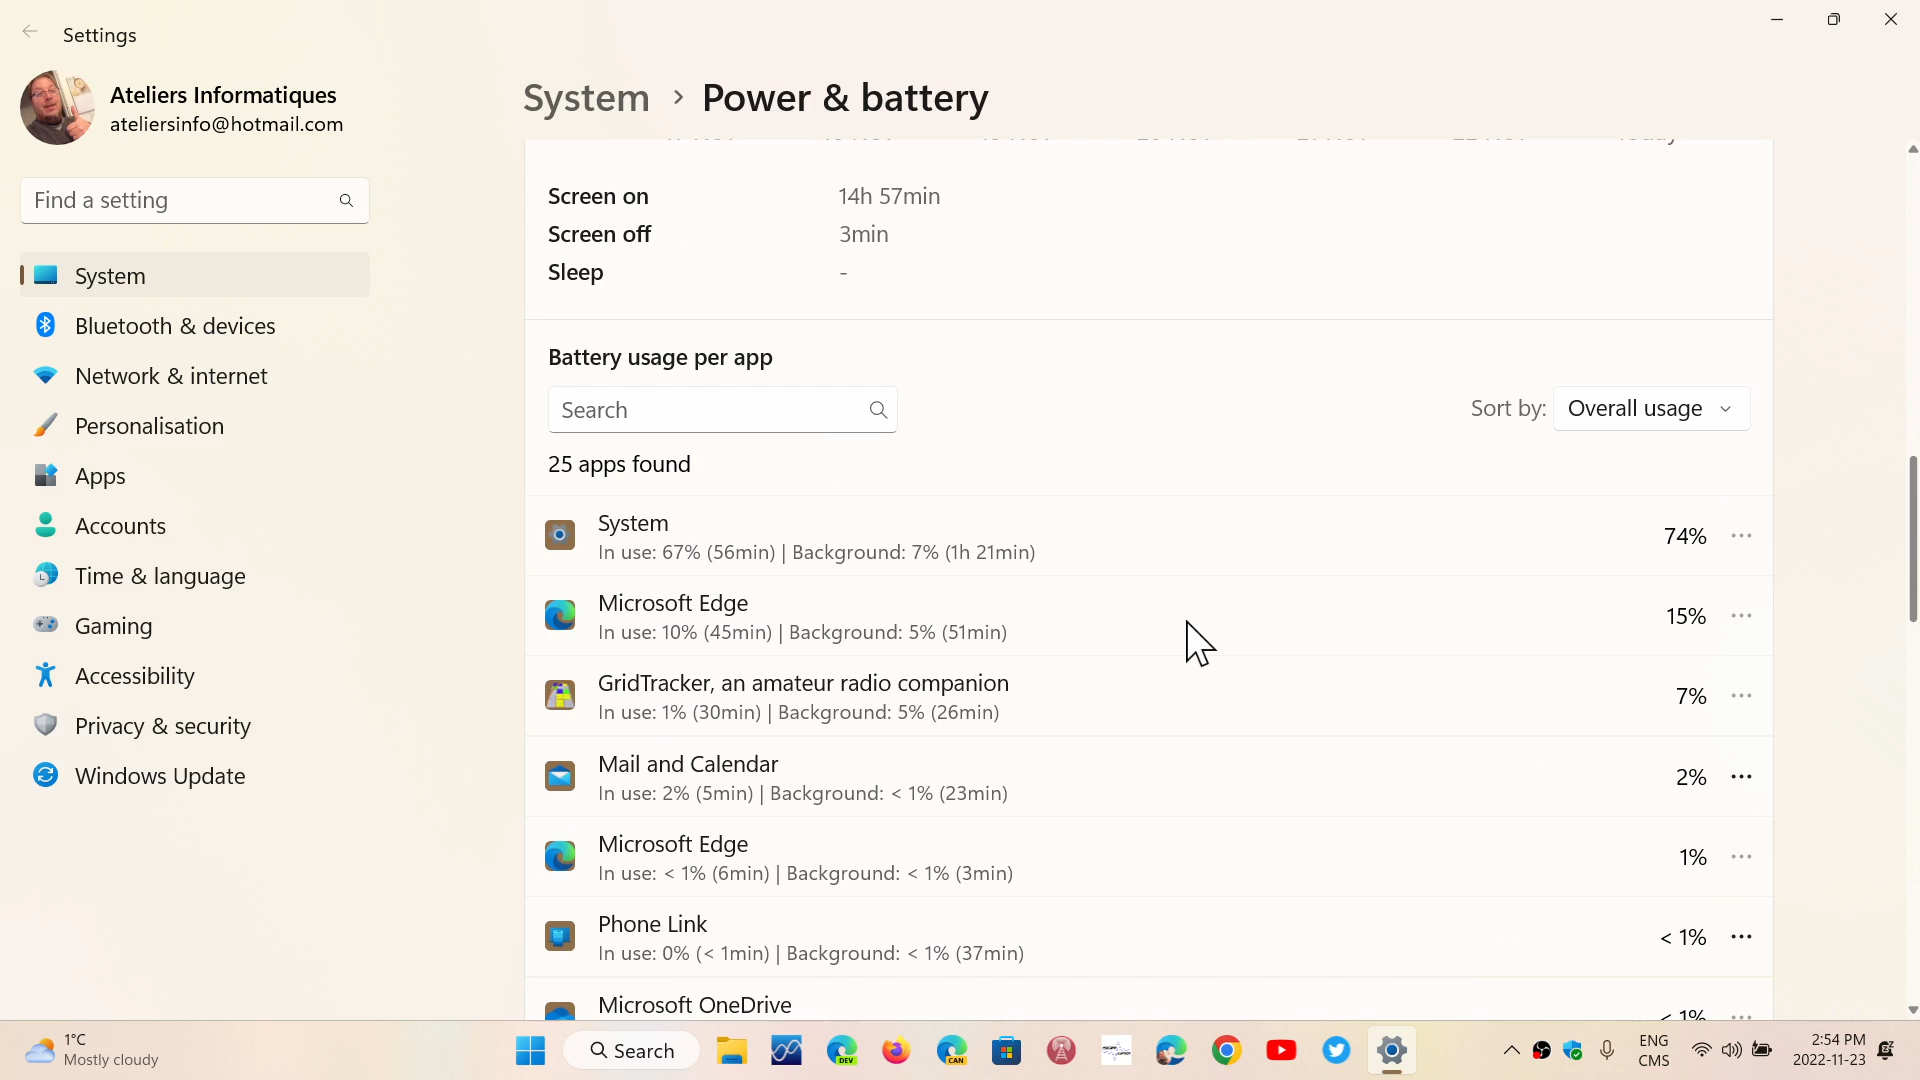 Settings
Ateliers Informatiques
ateliersinfo@hotmail.com
Find a setting
System
Bluetooth & devices
Network & internet
Personalisation
Apps
Accounts
Time & language
Gaming
Accessibility
Privacy & security
Windows Update
System > Power & battery
Today
Screen on 14h 57min
Screen off 3min
Sleep -
Battery usage per app
Search
Sort by: Overall usage
25 apps found
System
In use: 67% (56min) | Background: 7% (1h 21min)
74%
Microsoft Edge
In use: 10% (45min) | Background: 5% (51min)
15%
GridTracker, an amateur radio companion
In use: 1% (30min) | Background: 5% (26min)
7%
Mail and Calendar
In use: 2% (5min) | Background: < 1% (23min)
2%
Microsoft Edge
In use: < 1% (6min) | Background: < 1% (3min)
1%
Phone Link
In use: 0% (< 1min) | Background: < 1% (37min)
< 1%
Microsoft OneDrive
< 1%
1°C
Mostly cloudy
Search
DEV
CAN
ENG
CMS
2:54 PM
2022-11-23